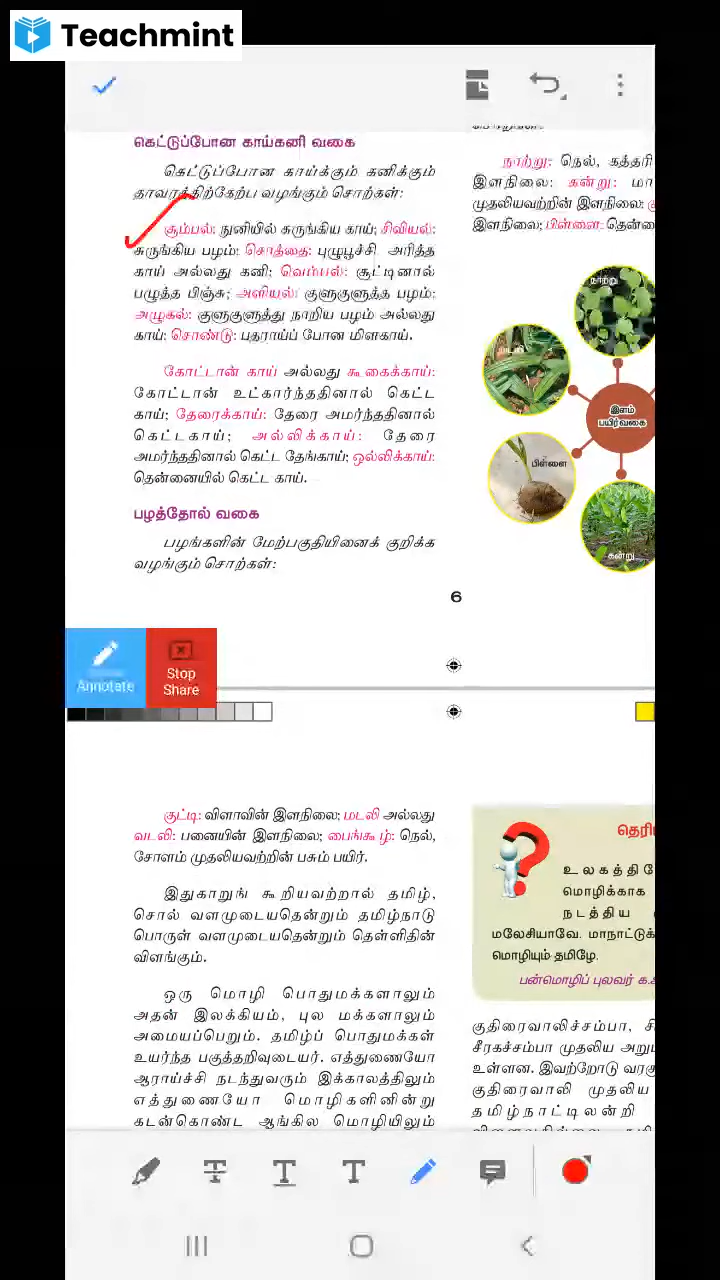 Teachmint
கெட்டுப்போன காய்கனி வகை
கெட்டுப்போன காய்க்கும் கனிக்கும்
தாவரத்திற்கேற்ப வழங்கும் சொற்கள்:
சூம்பல்: நுனியில் சுருங்கிய காய்; சிவியல்:
சுருங்கிய பழம்; சொத்தை: புழுபூச்சி அரித்த
காய் அல்லது கனி; வெம்பல்: சூட்டினால்
பழுத்த பிஞ்சு; அளியல்: குளுகுளுத்த பழம்;
அழுகல்: குளுகுளுத்து நாறிய பழம் அல்லது
காய்; சொண்டு: பதராய்ப் போன மிளகாய்.
கோட்டான் காய் அல்லது கூகைக்காய்:
கோட்டான் உட்கார்ந்ததினால் கெட்ட
காய்; தேரைக்காய்: தேரை அமர்ந்ததினால்
கெட்டகாய்; அல்லிக்காய்: தேரை
அமர்ந்ததினால் கெட்ட தேங்காய்; ஒல்லிக்காய்:
தென்னையில் கெட்ட காய்.
பழத்தோல் வகை
பழங்களின் மேற்பகுதியினைக் குறிக்க
வழங்கும் சொற்கள்:
நாற்று: நெல், கத்தரி
இளநிலை; கன்று: மா
முதலியவற்றின் இளநிலை;
இளநிலை; பிள்ளை: தென்னை
நாற்று
இளம்
பயிர்வகை
பிள்ளை
கன்று
6
Annotate
Stop
Share
குட்டி: விளாவின் இளநிலை; மடலி அல்லது
வடலி: பனையின் இளநிலை; பைங்கூழ்: நெல்,
சோளம் முதலியவற்றின் பசும் பயிர்.
இதுகாறுங் கூறியவற்றால் தமிழ்,
சொல் வளமுடையதென்றும் தமிழ்நாடு
பொருள் வளமுடையதென்றும் தெள்ளிதின்
விளங்கும்.
ஒரு மொழி பொதுமக்களாலும்
அதன் இலக்கியம், புல மக்களாலும்
அமையப்பெறும். தமிழ்ப் பொதுமக்கள்
உயர்ந்த பகுத்தறிவுடையர். எத்துணையோ
ஆராய்ச்சி நடந்துவரும் இக்காலத்திலும்
எத்துணையோ மொழிகளினின்று
கடன்கொண்ட ஆங்கில மொழியிலும்
தெரி
உலகத்தி
மொழிக்காக
நடத்திய
மலேசியாவே. மாநாட்டுக்
மொழியும் தமிழே.
பன்மொழிப் புலவர் க.
குதிரைவாலிச்சம்பா,
சீரகச்சம்பா முதலிய அறு
உள்ளன. இவற்றோடு வரகு
குதிரைவாலி முதலிய
தமிழ்நாட்டிலன்றி